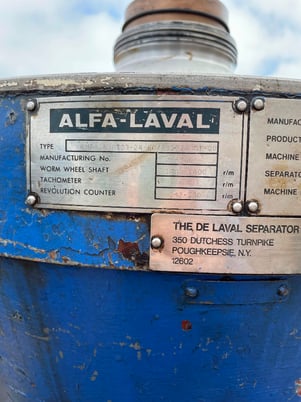 ALFA-LAVAL
TYPE
MANUFACTURING No.
WORM WHEEL SHAFT r/m
TACHOMETER r/m
REVOLUTION COUNTER r/m
MANUFAC
PRODUC
MACHINE
SEPARATO
MACHINE
THE DE LAVAL SEPARATOR
350 DUTCHESS TURNPIKE
POUGHKEEPSIE, N.Y.
12602